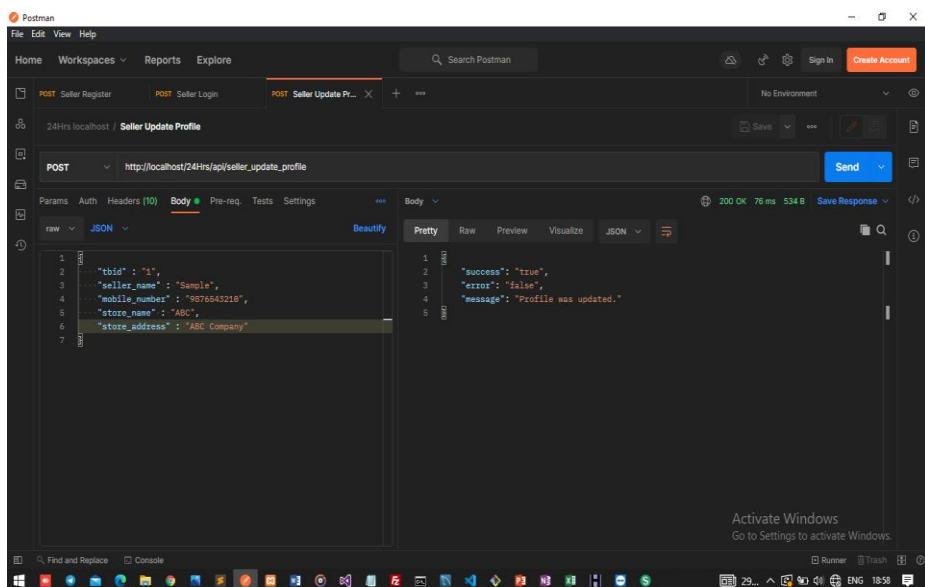 Postman
File Edit View Help
Home Workspaces Reports Explore Search Postman Sign In Create Account
POST Seller Register POST Seller Login POST Seller Update Pr... No Environment
24Hrs localhost / Seller Update Profile Save
POST http://localhost/24Hrs/api/seller_update_profile Send
Params Auth Headers (10) Body Pre-req. Tests Settings Body 200 OK 76 ms 534 B Save Response
raw JSON Beautify Pretty Raw Preview Visualize JSON
1 { 1 {
2 "tbid" : "1", 2 "success": "true",
3 "seller_name" : "Sample", 3 "error": "false",
4 "mobile_number" : "9876543210", 4 "message": "Profile was updated."
5 "store_name" : "ABC", 5 }
6 "store_address" : "ABC Company"
7 }
Activate Windows
Go to Settings to activate Windows.
Find and Replace Console Runner Trash
29... ENG 18:58